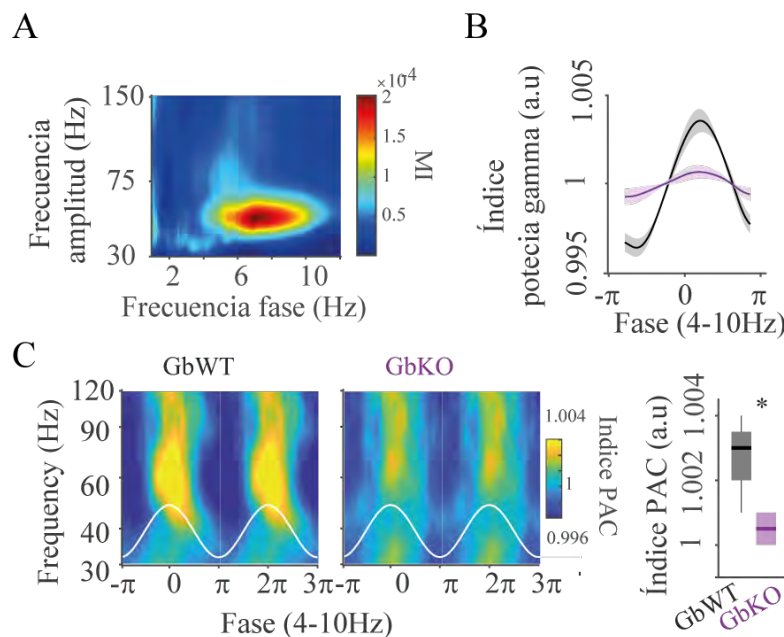 A
×10⁻⁴
150
75
30
Frecuencia
amplitud (Hz)
2
6
10
Frecuencia fase (Hz)
2
1.5
1
0.5
MI
B
Índice
potecia gamma (a.u)
1.005
1
0.995
-π
0
π
Fase (4-10Hz)
C
GbWT
GbKO
Frequency (Hz)
120
90
60
40
30
-π
0
π
2π
3π
-π
0
π
2π
3π
Fase (4-10Hz)
1.004
1
0.996
Indice PAC
Índice PAC (a.u)
1.004
1.002
1
*
GbWT
GbKO